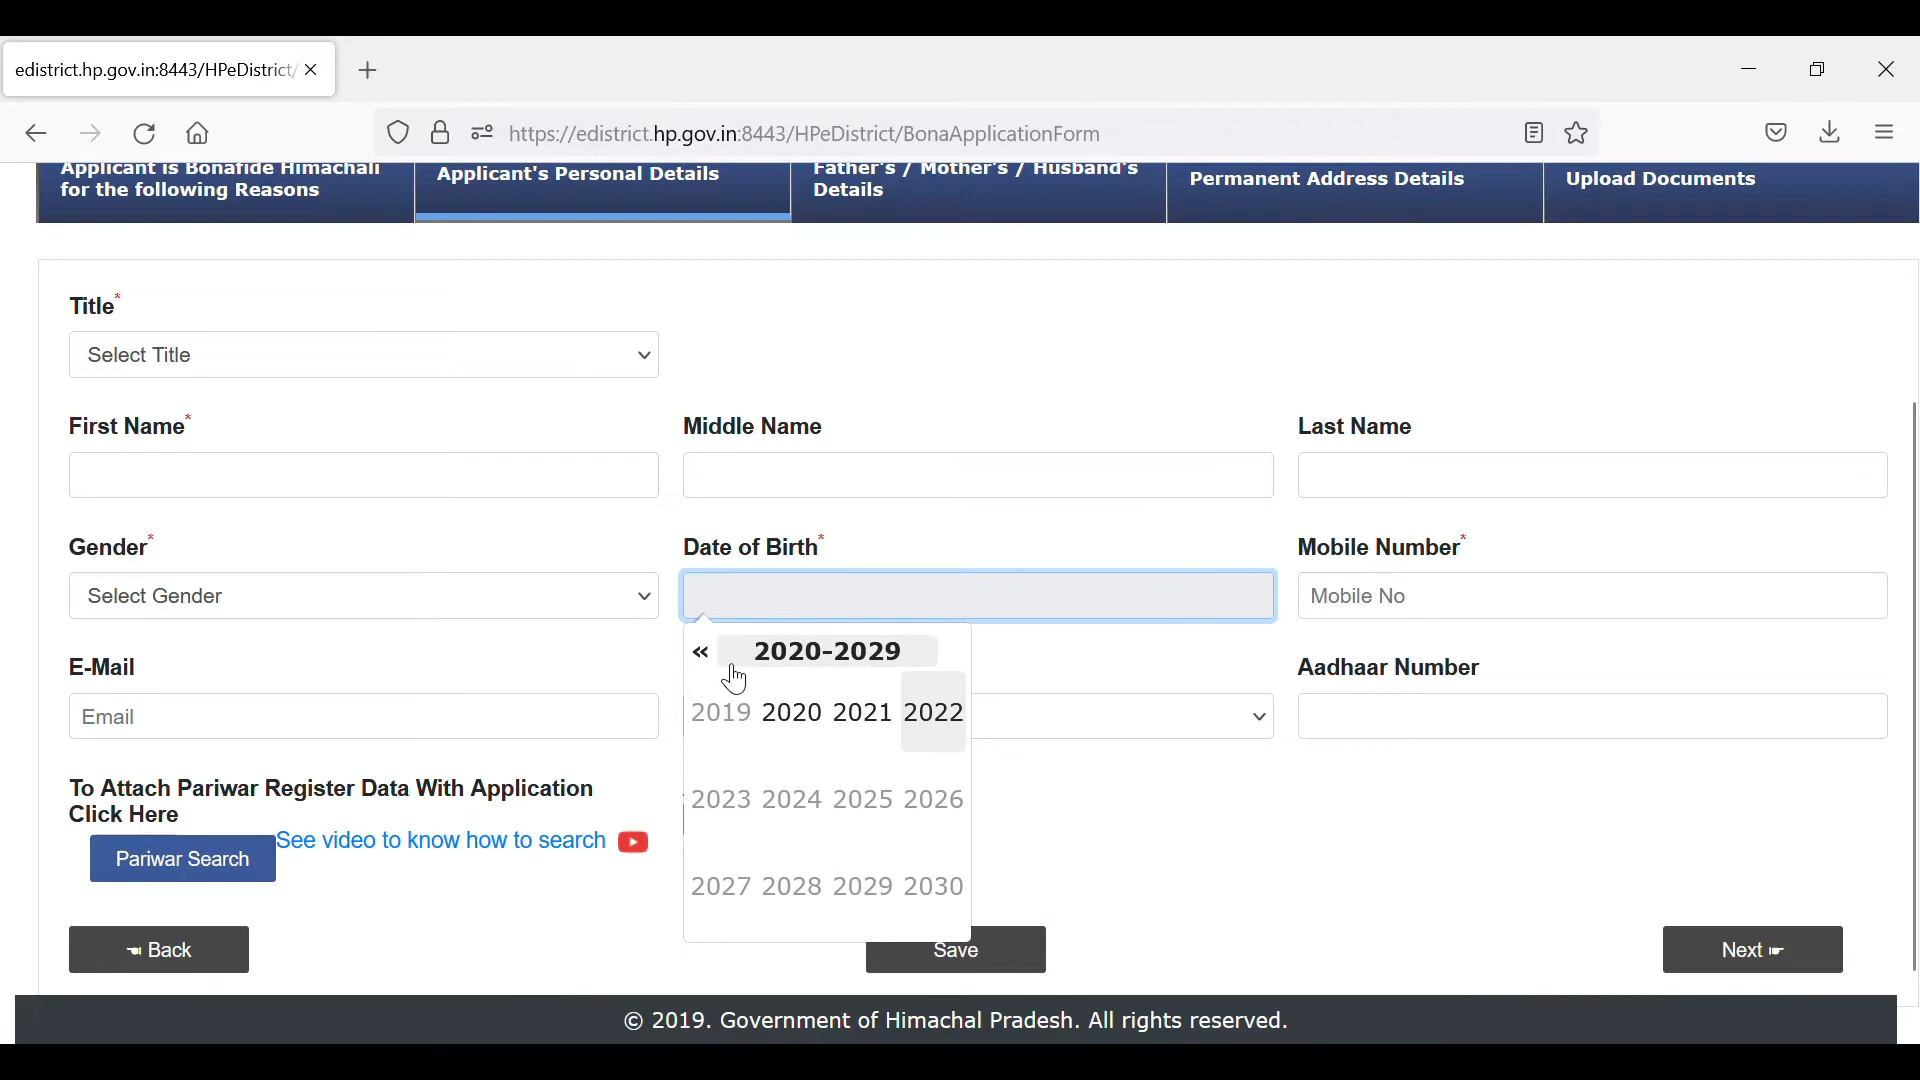 edistrict.hp.gov.in:8443/HPeDistrict/
https://edistrict.hp.gov.in:8443/HPeDistrict/BonaApplicationForm
Applicant is Bonafide Himachali
for the following Reasons
Applicant's Personal Details
Father's / Mother's / Husband's
Details
Permanent Address Details
Upload Documents
Title*
Select Title
First Name*
Middle Name
Last Name
Gender*
Date of Birth*
Mobile Number*
Select Gender
Mobile No
« 2020-2029
E-Mail
Aadhaar Number
Email
2019 2020 2021 2022
2023 2024 2025 2026
2027 2028 2029 2030
To Attach Pariwar Register Data With Application
Click Here
See video to know how to search
Pariwar Search
Back
Save
Next
© 2019. Government of Himachal Pradesh. All rights reserved.